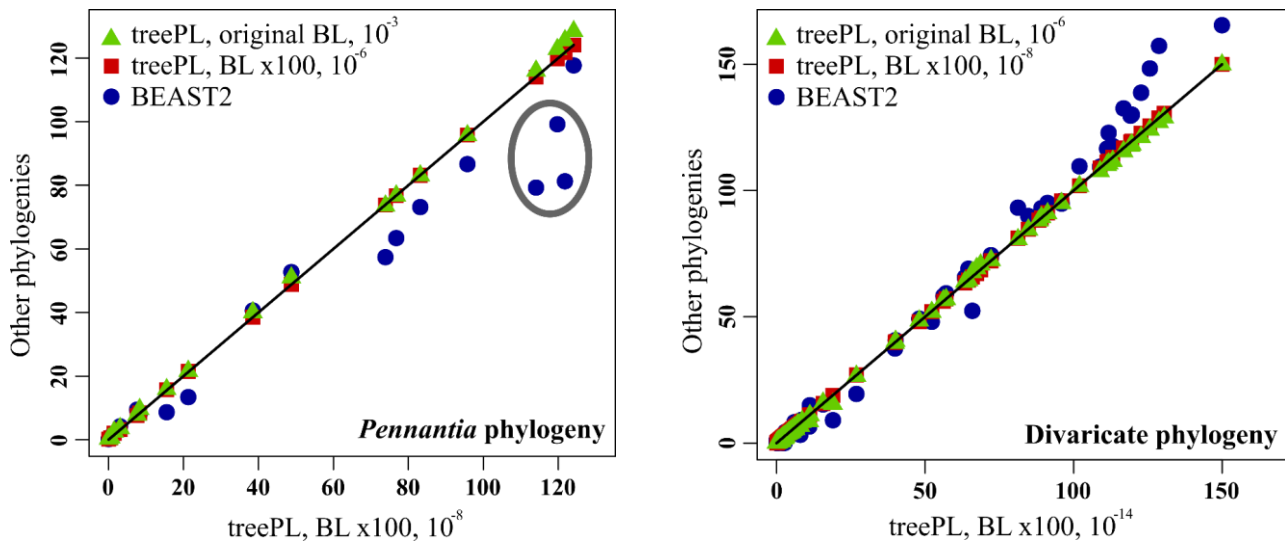 treePL, original BL, 10⁻³
treePL, BL x100, 10⁻⁶
BEAST2
Other phylogenies
0
20
40
60
80
100
120
Pennantia phylogeny
0
20
40
60
80
100
120
treePL, BL x100, 10⁻⁸
treePL, original BL, 10⁻⁶
treePL, BL x100, 10⁻⁸
BEAST2
Other phylogenies
0
50
100
150
Divaricate phylogeny
0
50
100
150
treePL, BL x100, 10⁻¹⁴